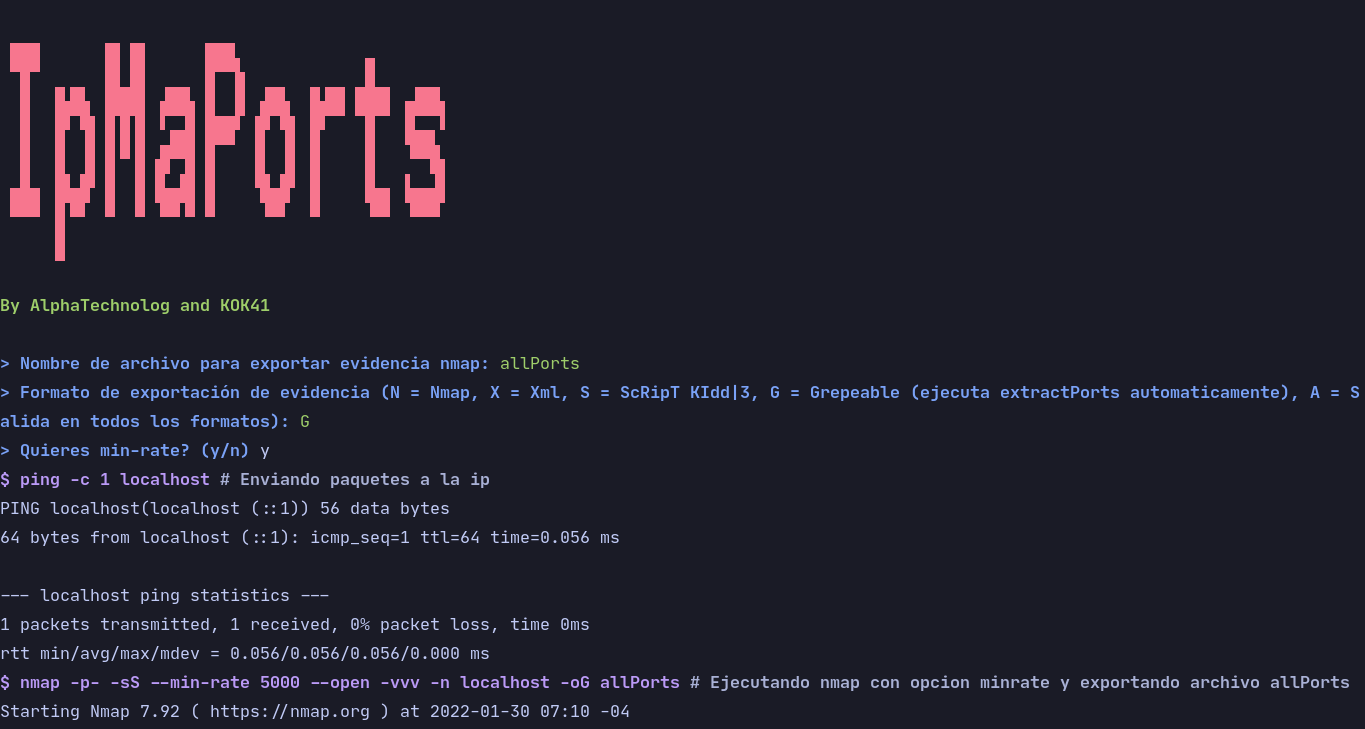 IpMaPorts
By AlphaTechnolog and KOK41
> Nombre de archivo para exportar evidencia nmap: allPorts
> Formato de exportación de evidencia (N = Nmap, X = Xml, S = ScRipT KIdd|3, G = Grepeable (ejecuta extractPorts automaticamente), A = S
alida en todos los formatos): G
> Quieres min-rate? (y/n) y
$ ping -c 1 localhost # Enviando paquetes a la ip
PING localhost(localhost (::1)) 56 data bytes
64 bytes from localhost (::1): icmp_seq=1 ttl=64 time=0.056 ms
--- localhost ping statistics ---
1 packets transmitted, 1 received, 0% packet loss, time 0ms
rtt min/avg/max/mdev = 0.056/0.056/0.056/0.000 ms
$ nmap -p- -sS --min-rate 5000 --open -vvv -n localhost -oG allPorts # Ejecutando nmap con opcion minrate y exportando archivo allPorts
Starting Nmap 7.92 ( https://nmap.org ) at 2022-01-30 07:10 -04